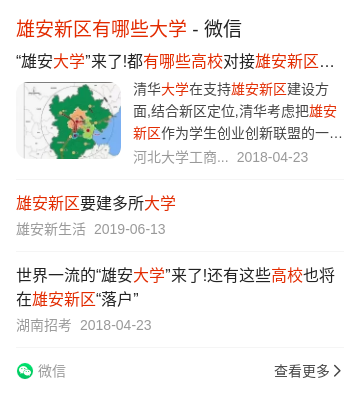 雄安新区有哪些大学 - 微信
“雄安大学”来了!都有哪些高校对接雄安新区...
清华大学在支持雄安新区建设方
面,结合新区定位,清华考虑把雄安
新区作为学生创业创新联盟的一...
河北大学工商... 2018-04-23
雄安新区要建多所大学
雄安新生活 2019-06-13
世界一流的“雄安大学”来了!还有这些高校也将
在雄安新区“落户”
湖南招考 2018-04-23
微信 查看更多